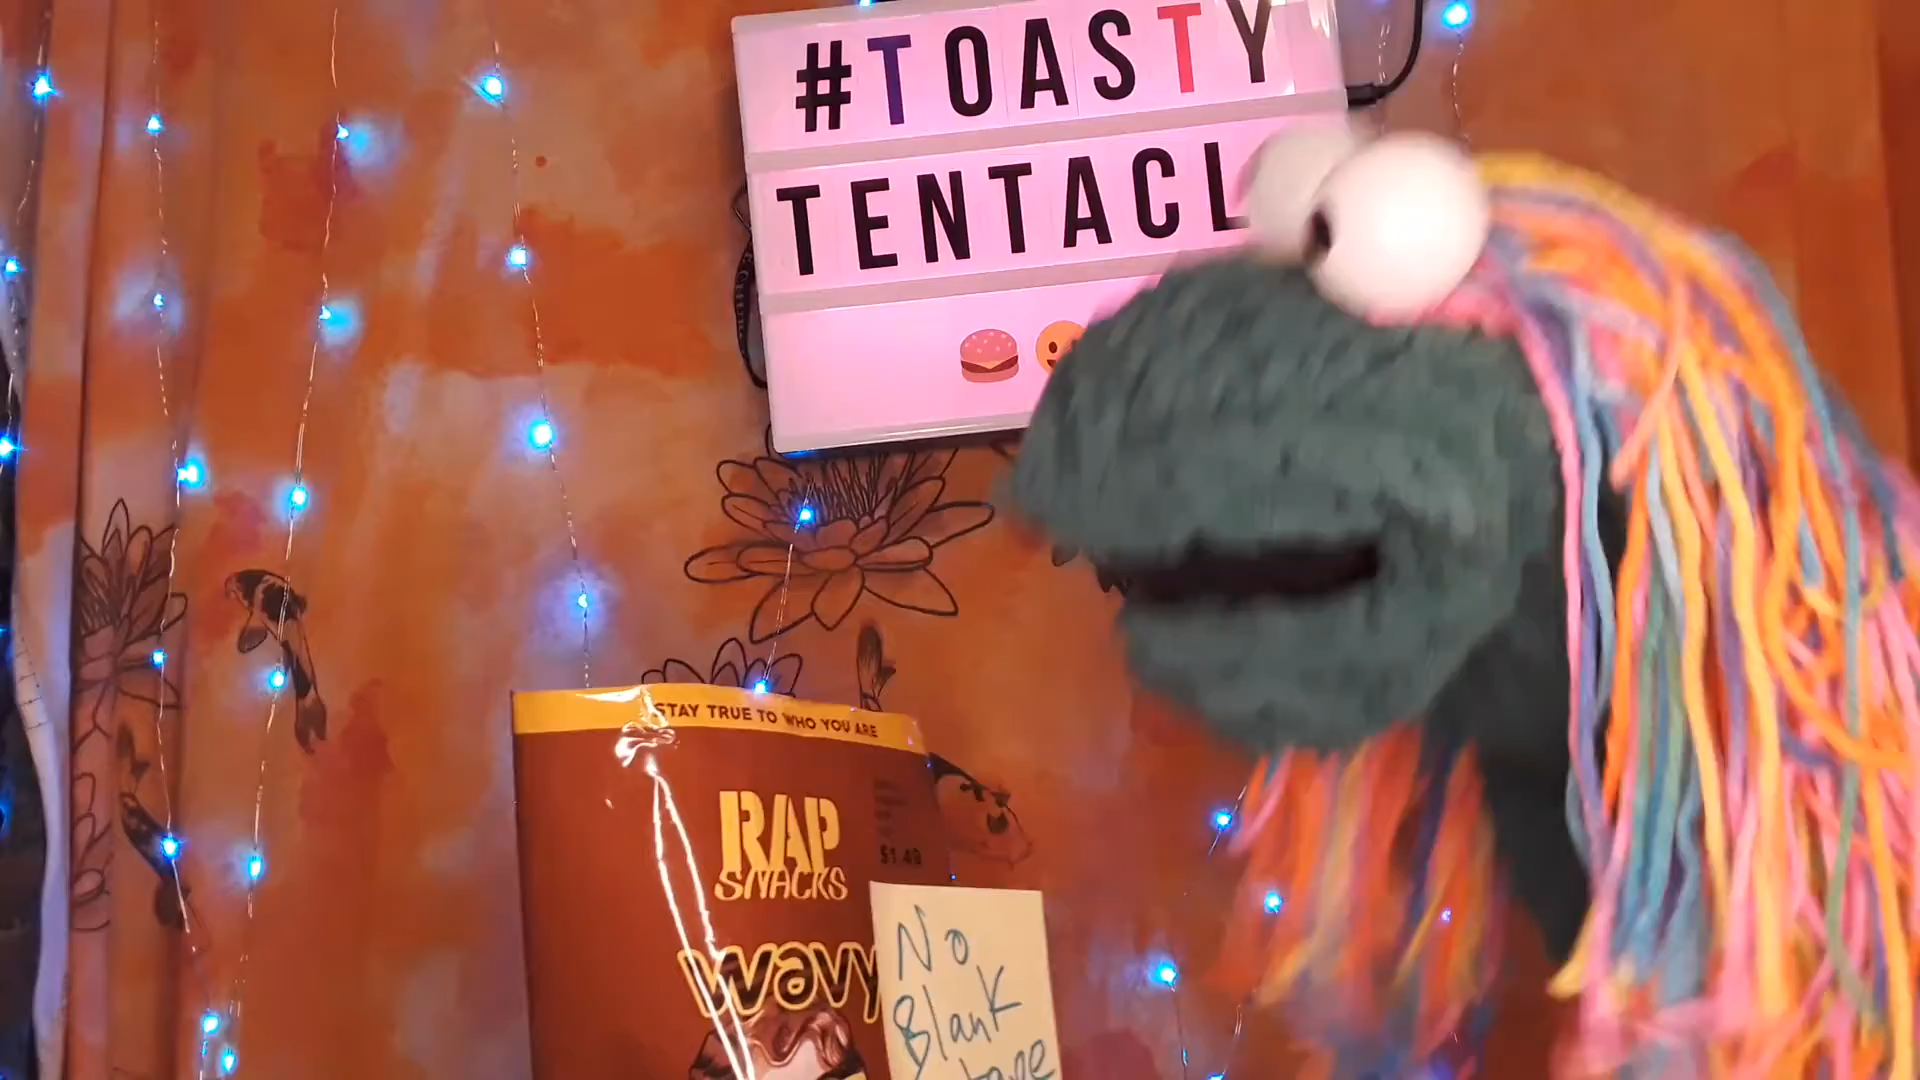 #TOASTY
TENTACL
STAY TRUE TO WHO YOU ARE
RAP
SNACKS
$1.49
wavy
No
Blank